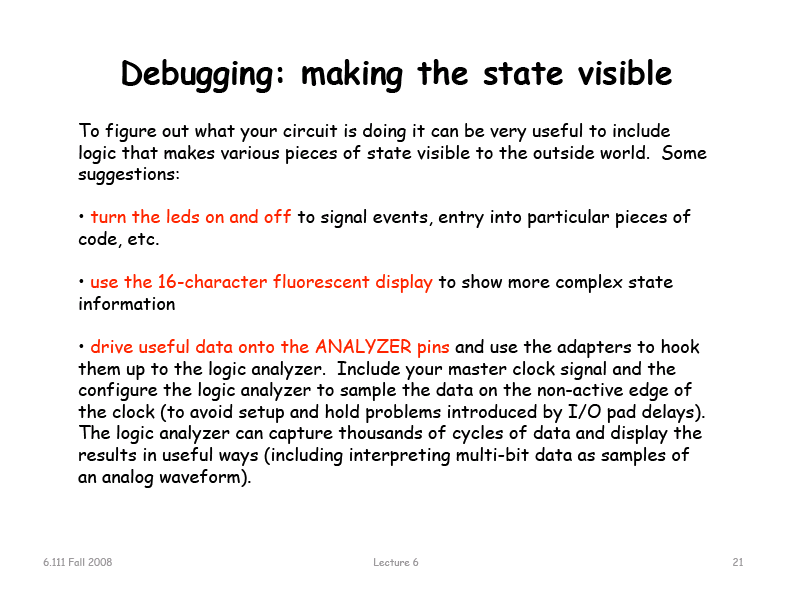 Debugging: making the state visible
To figure out what your circuit is doing it can be very useful to include
logic that makes various pieces of state visible to the outside world.  Some
suggestions:
• turn the leds on and off to signal events, entry into particular pieces of
code, etc.
• use the 16-character fluorescent display to show more complex state
information
• drive useful data onto the ANALYZER pins and use the adapters to hook
them up to the logic analyzer.  Include your master clock signal and the
configure the logic analyzer to sample the data on the non-active edge of
the clock (to avoid setup and hold problems introduced by I/O pad delays).
The logic analyzer can capture thousands of cycles of data and display the
results in useful ways (including interpreting multi-bit data as samples of
an analog waveform).
6.111 Fall 2008
Lecture 6
21